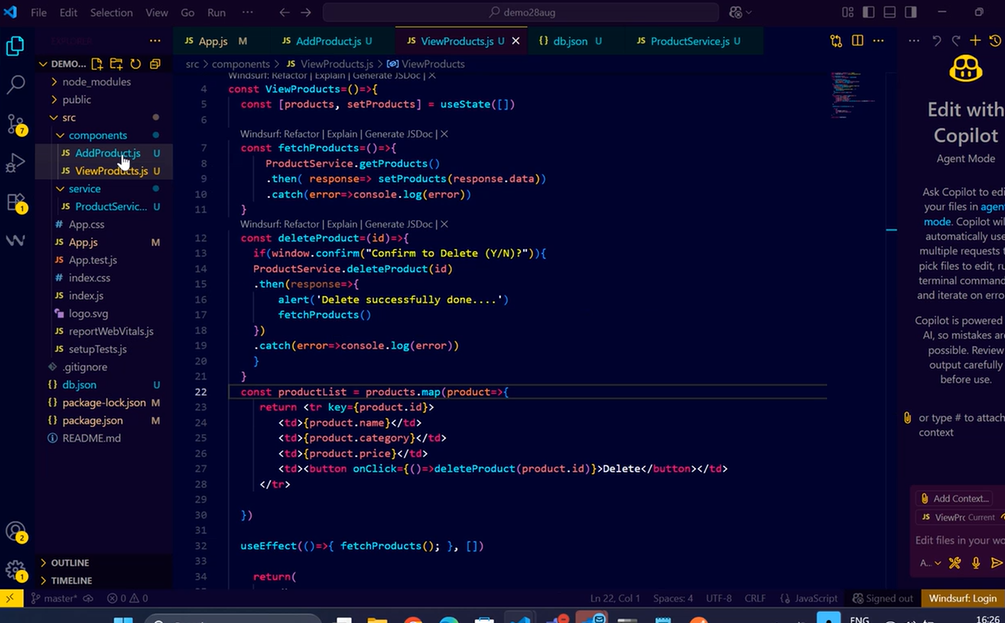 File Edit Selection View Go Run ··· demo28aug
App.js M AddProduct.js U ViewProducts.js U db.json U ProductService.js U
src > components > JS ViewProducts.js > ViewProducts
DEMO...
node_modules
public
src
components
JS AddProduct.js U
JS ViewProducts.js U
service
JS ProductServic... U
# App.css
JS App.js M
JS App.test.js
# index.css
JS index.js
logo.svg
JS reportWebVitals.js
JS setupTests.js
.gitignore
{} db.json U
{} package-lock.json M
{} package.json M
README.md
OUTLINE
TIMELINE
Windsurf: Refactor | Explain | Generate JSDoc | X
4 const ViewProducts=()=>{
5 const [products, setProducts] = useState([])
6
Windsurf: Refactor | Explain | Generate JSDoc | X
7 const fetchProducts=()=>{
8 ProductService.getProducts()
9 .then( response=> setProducts(response.data))
10 .catch(error=>console.log(error))
11 }
Windsurf: Refactor | Explain | Generate JSDoc | X
12 const deleteProduct=(id)=>{
13 if(window.confirm("Confirm to Delete (Y/N)?")){
14 ProductService.deleteProduct(id)
15 .then(response=>{
16 alert('Delete successfully done....')
17 fetchProducts()
18 })
19 .catch(error=>console.log(error))
20 }
21 }
22 const productList = products.map(product=>{
23 return <tr key={product.id}>
24 <td>{product.name}</td>
25 <td>{product.category}</td>
26 <td>{product.price}</td>
27 <td><button onClick={()=>deleteProduct(product.id)}>Delete</button></td>
28 </tr>
29
30 })
31
32 useEffect(()=>{ fetchProducts(); }, [])
33
34 return(
Edit with
Copilot
Agent Mode
Ask Copilot to edi
your files in agen
mode. Copilot wil
automatically use
multiple requests t
pick files to edit, ru
terminal command
and iterate on erro
Copilot is powered
AI, so mistakes are
possible. Review
output carefully
before use.
or type # to attach
context
Add Context...
JS ViewPrc Current
Edit files in your wo
A..
master* 0 0 Ln 22, Col 1 Spaces: 4 UTF-8 CRLF {} JavaScript Signed out Windsurf: Login
ENG 16:26